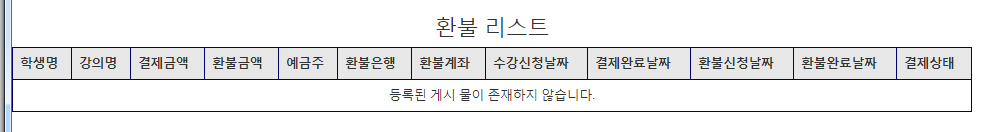 환불 리스트
학생명 강의명 결제금액 환불금액 예금주 환불은행 환불계좌 수강신청날짜 결제완료날짜 환불신청날짜 환불완료날짜 결제상태
등록된 게시 물이 존재하지 않습니다.